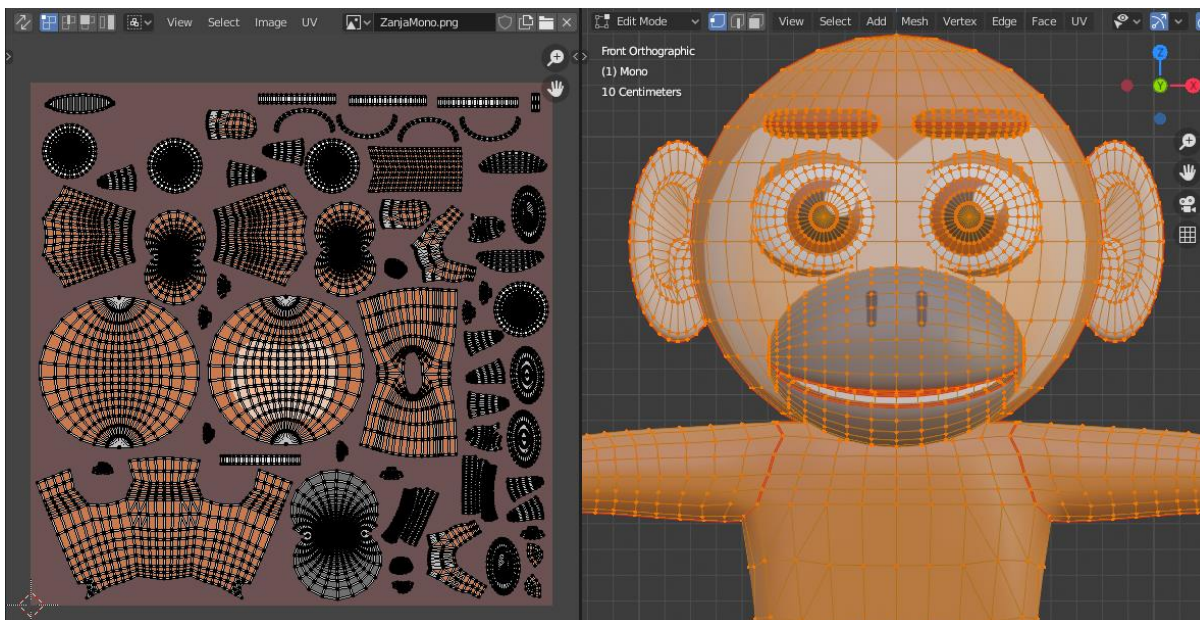 View Select Image UV ZanjaMono.png
Edit Mode View Select Add Mesh Vertex Edge Face UV
Front Orthographic
(1) Mono
10 Centimeters
Z
Y
X